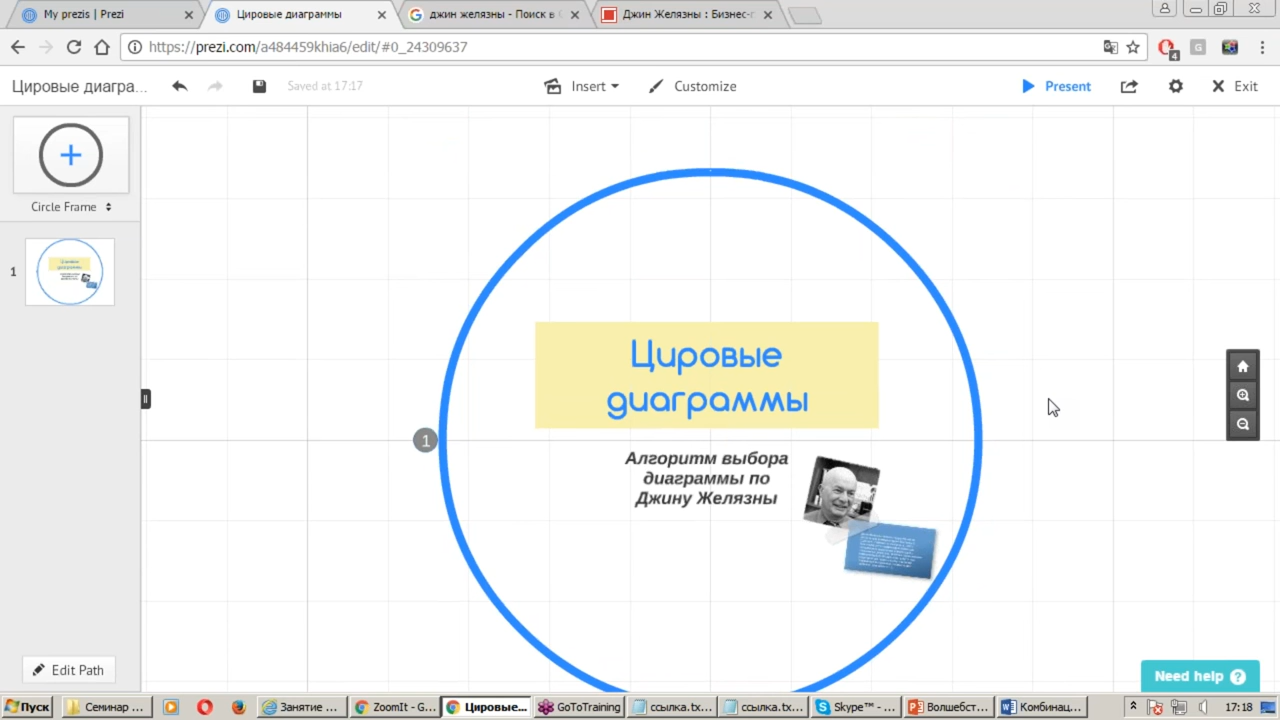 My prezis | Prezi
Цировые диаграммы
джин желязны - Поиск в
Джин Желязны : Бизнес-
https://prezi.com/a484459khia6/edit/#0_24309637
4
Цировые диагра...
Saved at 17:17
Insert
Customize
Present
Exit
Circle Frame
1
Цировые
диаграммы
1
Алгоритм выбора
диаграммы по
Джину Желязны
Edit Path
Need help ?
Пуск
Семинар ...
Занятие ...
ZoomIt - G...
Цировые...
GoToTraining
ссылка.tx...
ссылка.tx...
Skype™ - ...
Волшебст...
Комбинац...
17:18